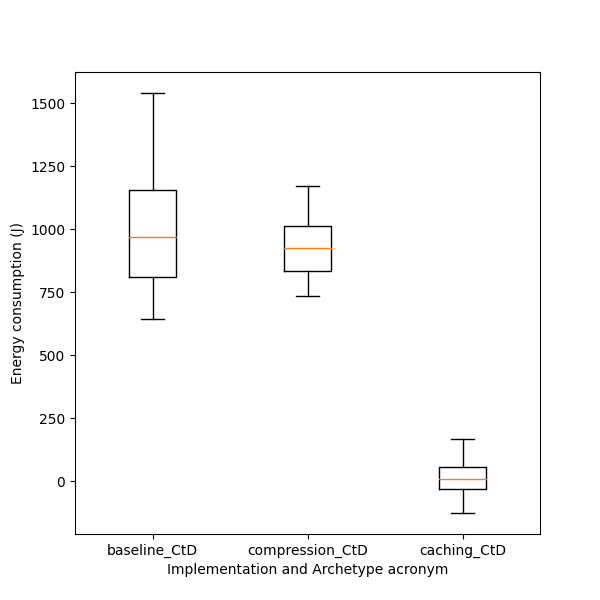 Energy consumption (J)
1500
1250
1000
750
500
250
0
baseline_CtD compression_CtD caching_CtD
Implementation and Archetype acronym